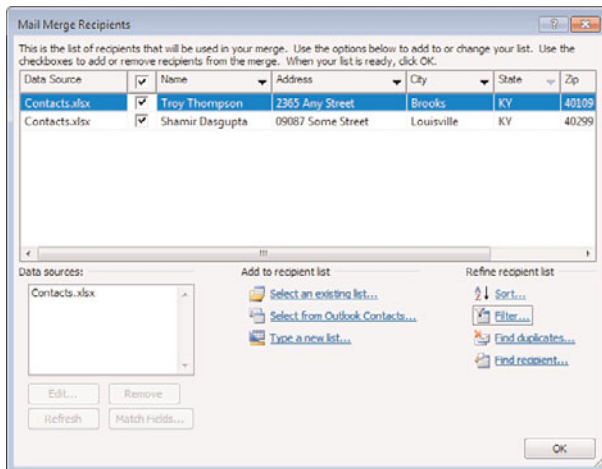 Mail Merge Recipients
This is the list of recipients that will be used in your merge. Use the options below to add to or change your list. Use the
checkboxes to add or remove recipients from the merge. When your list is ready, click OK.
Data Source Name Address City State Zip
Contacts.xlsx Troy Thompson 2365 Any Street Brooks KY 40109
Contacts.xlsx Shamir Dasgupta 09087 Some Street Louisville KY 40299
Data sources: Add to recipient list Refine recipient list
Contacts.xlsx Select an existing list... Sort...
Select from Outlook Contacts... Filter...
Type a new list... Find duplicates...
Find recipient...
Edit... Remove
Refresh Match Fields...
OK